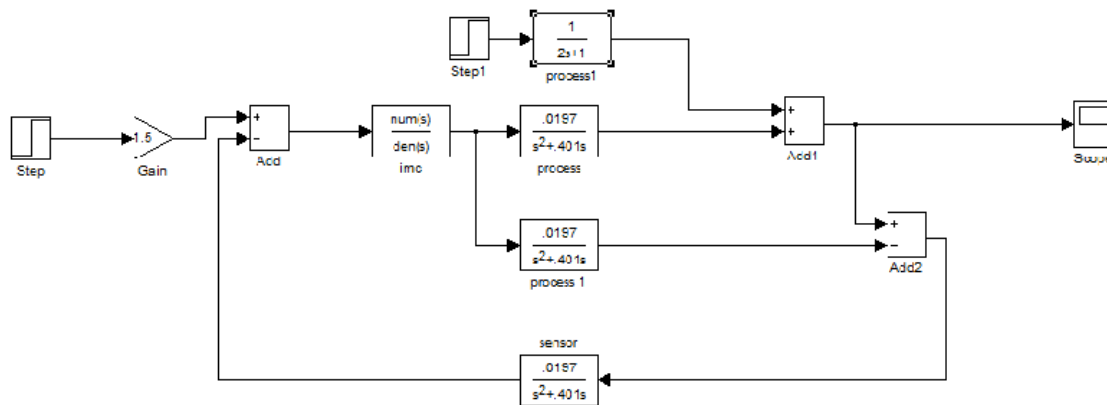 1
2s+1
Step1
process1
1.5
+
−
num(s)
den(s)
.0197
s²+.401s
+
+
Step
Gain
Add
imc
process
Add1
Scope
.0197
s²+.401s
process 1
+
−
Add2
sensor
.0197
s²+.401s